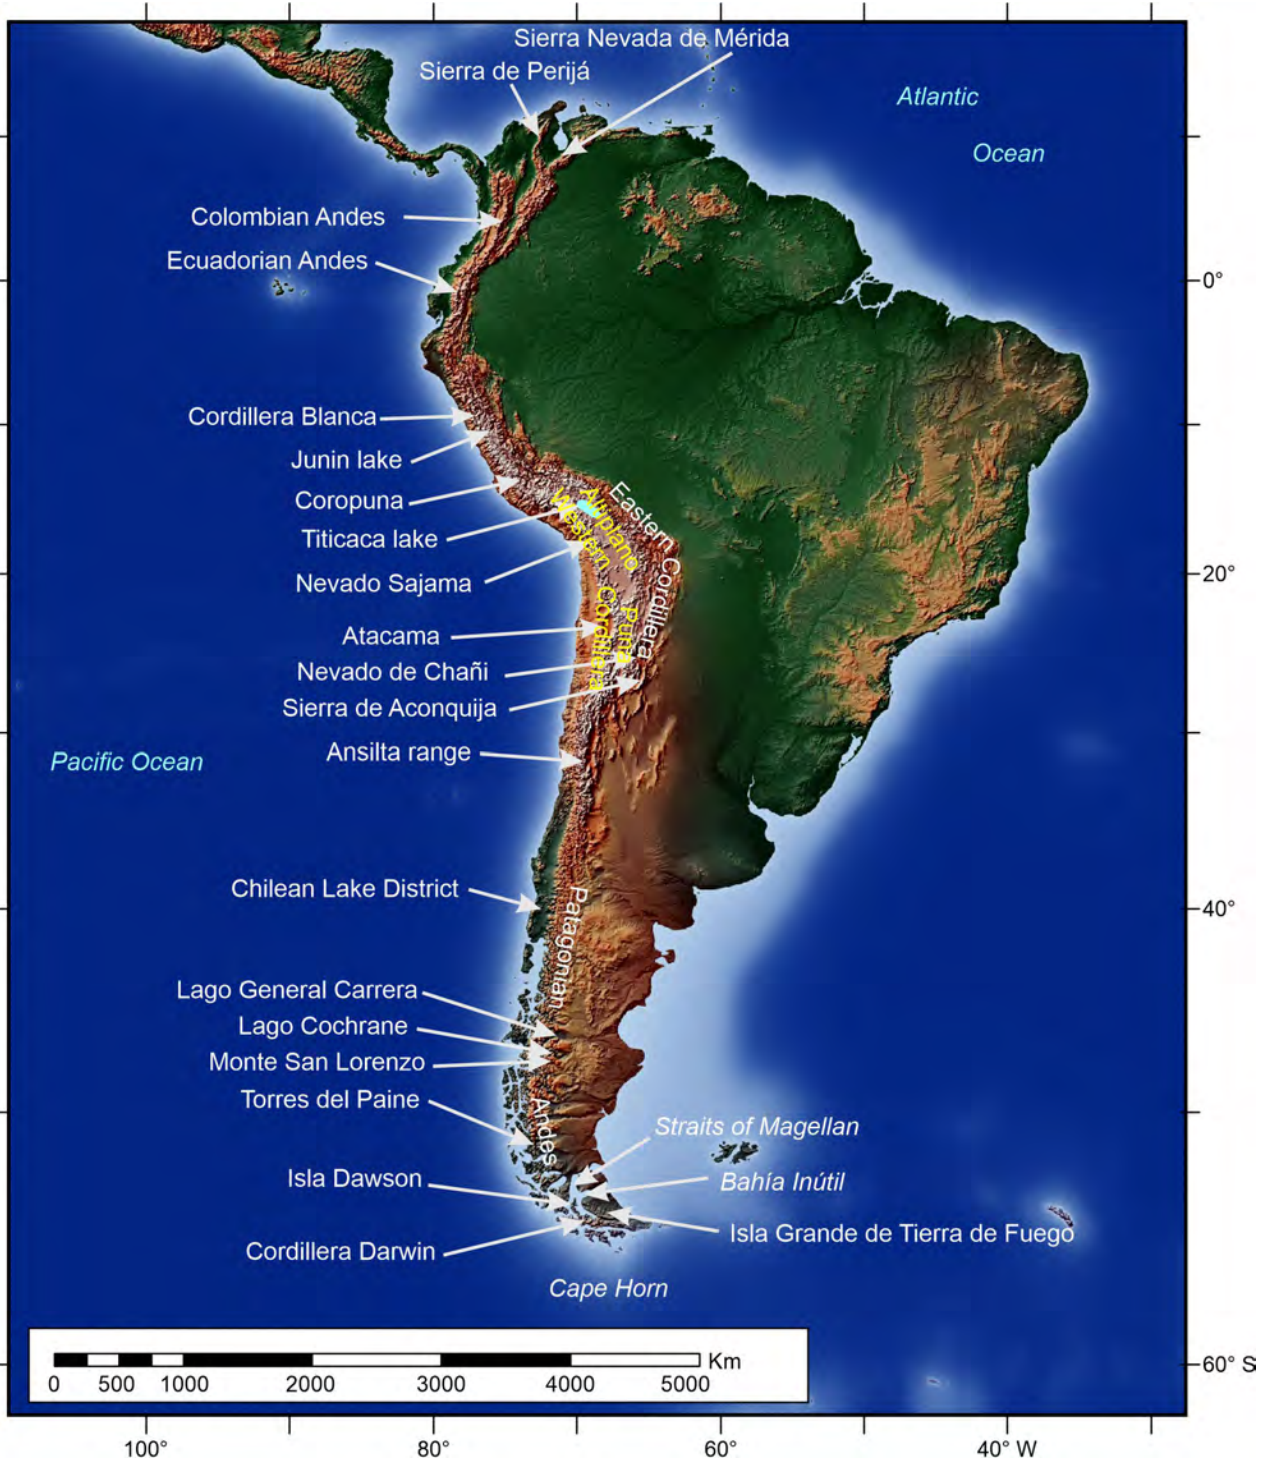 Sierra Nevada de Mérida
Sierra de Perijá
Atlantic
Ocean
Colombian Andes
Ecuadorian Andes
0°
Cordillera Blanca
Junin lake
Coropuna
Titicaca lake
Nevado Sajama
Atacama
Nevado de Chañi
Sierra de Aconquija
Ansilta range
Eastern Cordillera
Altiplano
Western Cordillera
Puna
20°
Pacific Ocean
Chilean Lake District
40°
Patagonian Andes
Lago General Carrera
Lago Cochrane
Monte San Lorenzo
Torres del Paine
Straits of Magellan
Isla Dawson
Bahía Inútil
Isla Grande de Tierra de Fuego
Cordillera Darwin
Cape Horn
Km
0 500 1000 2000 3000 4000 5000
60° S
100° 80° 60° 40° W